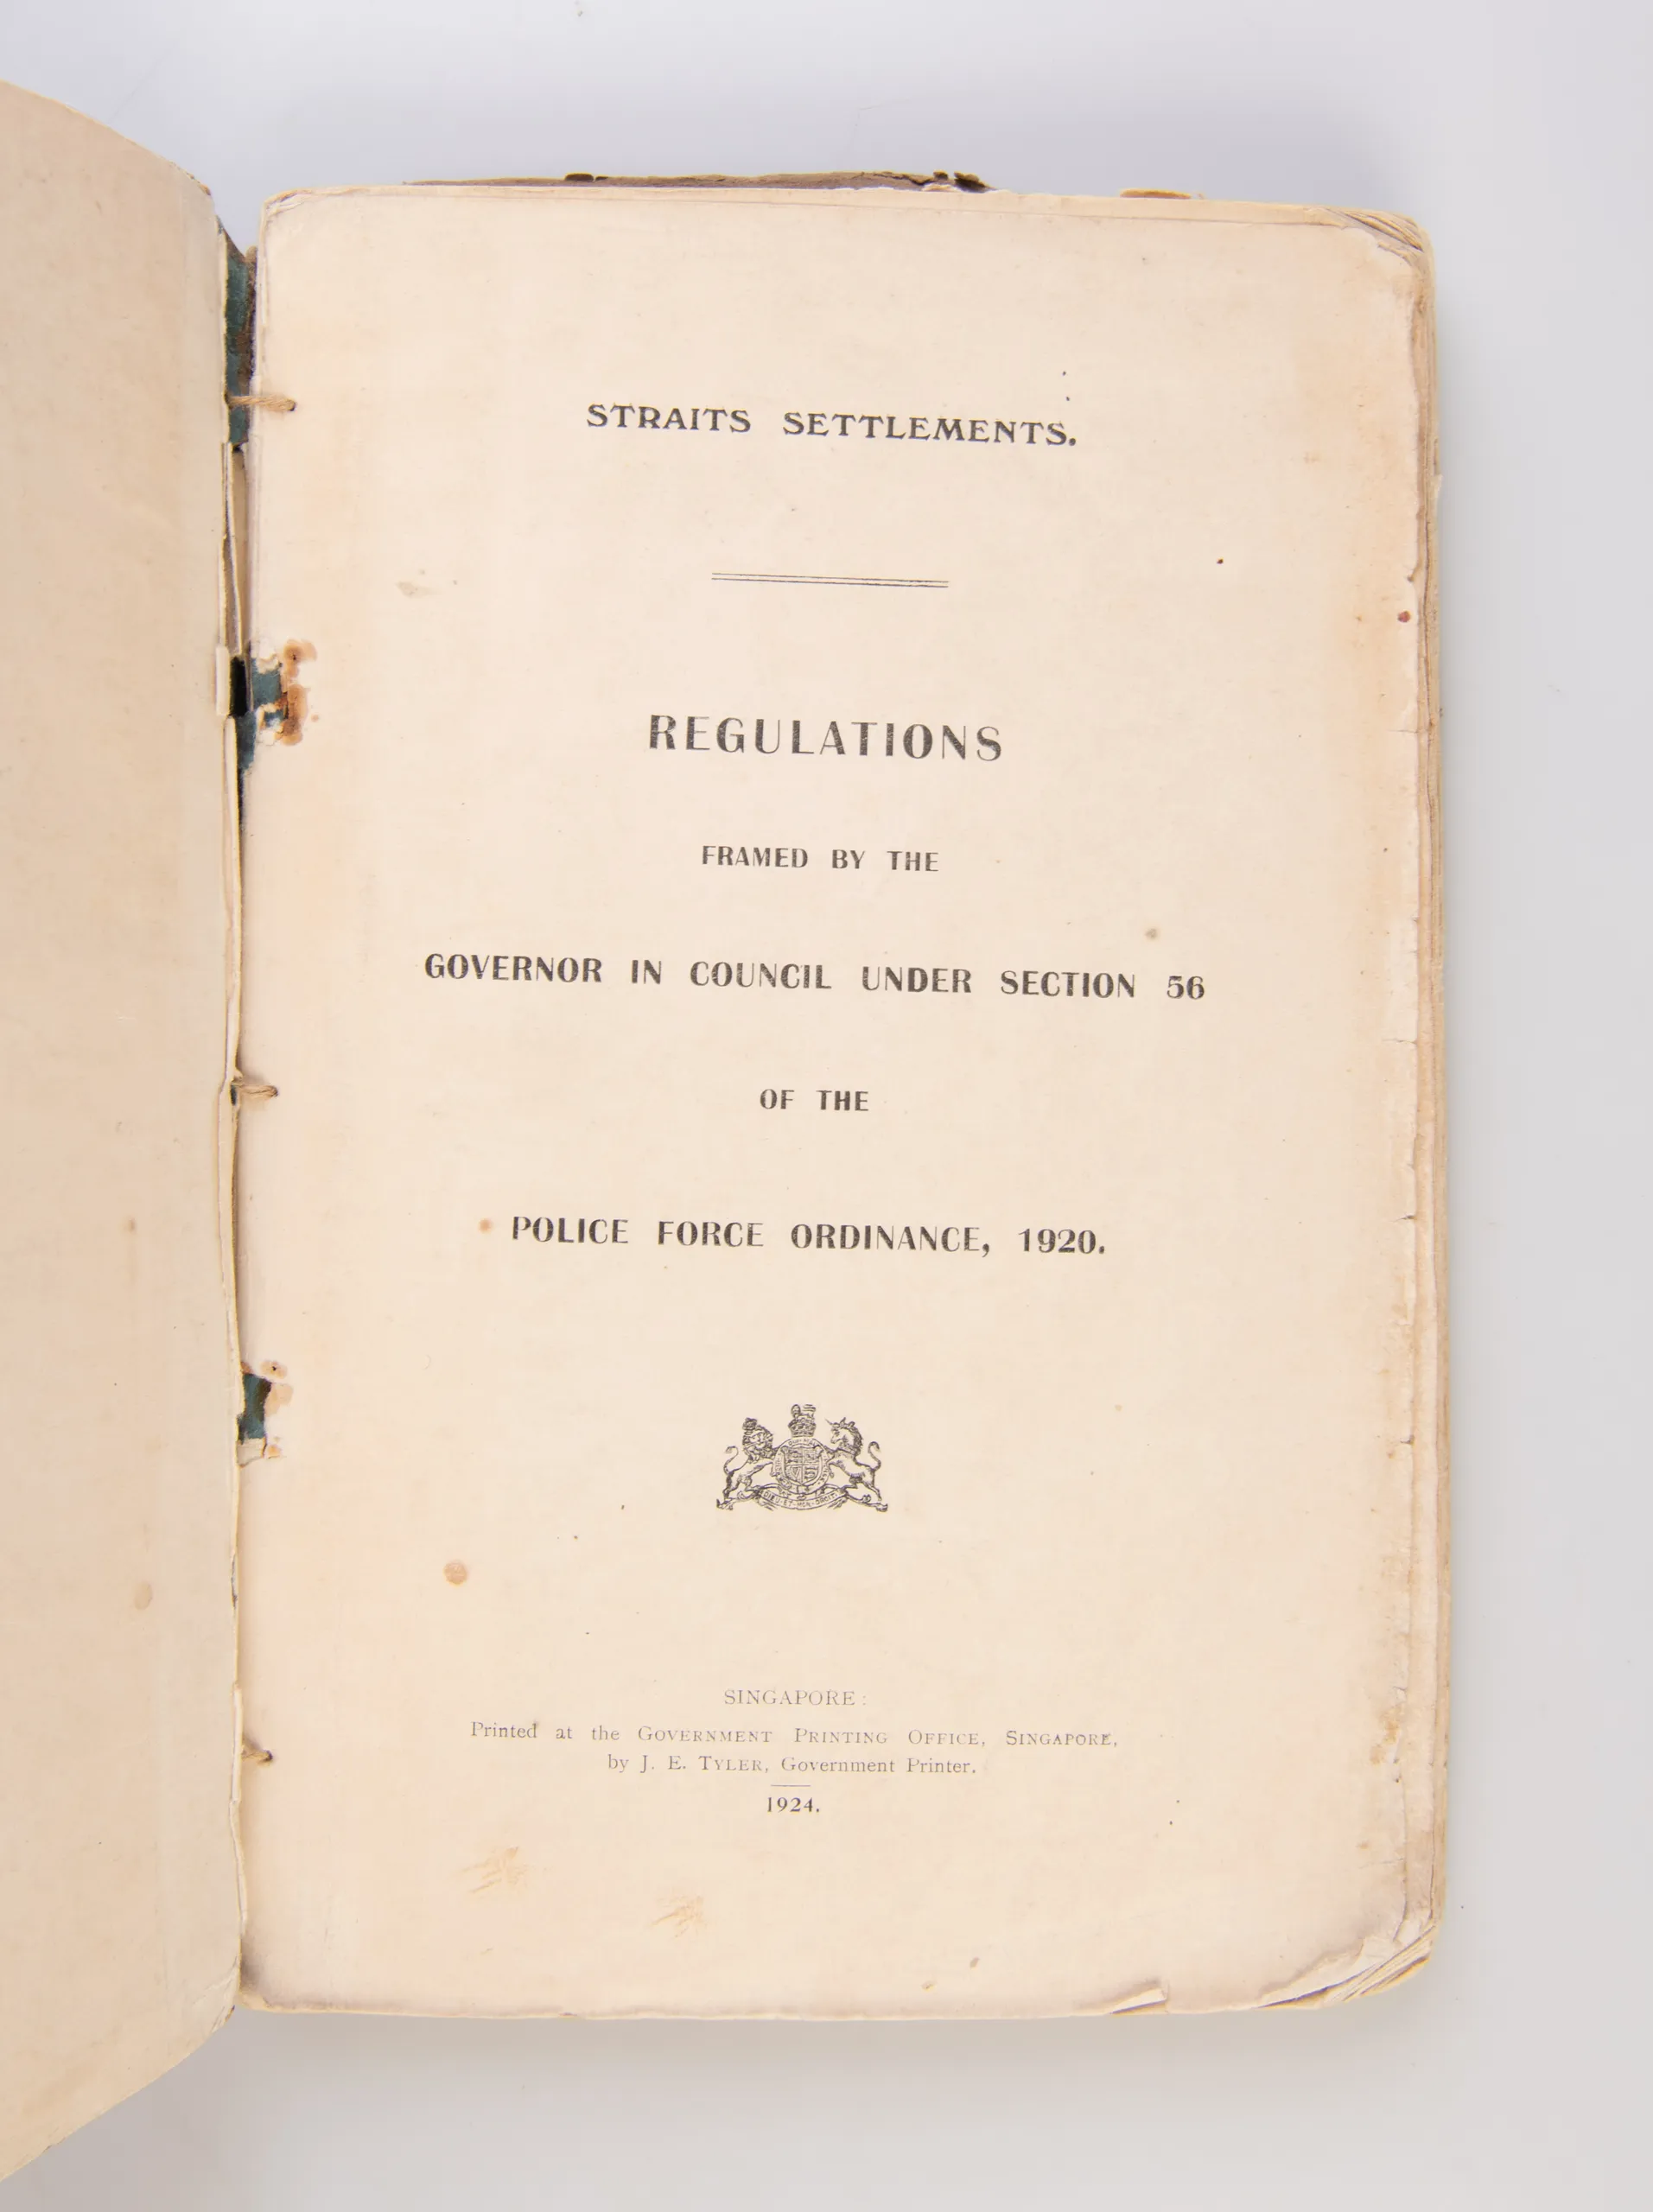 STRAITS SETTLEMENTS.
REGULATIONS
FRAMED BY THE
GOVERNOR IN COUNCIL UNDER SECTION 56
OF THE
POLICE FORCE ORDINANCE, 1920.
SINGAPORE:
Printed at the GOVERNMENT PRINTING OFFICE, SINGAPORE,
by J. E. TYLER, Government Printer.
1924.